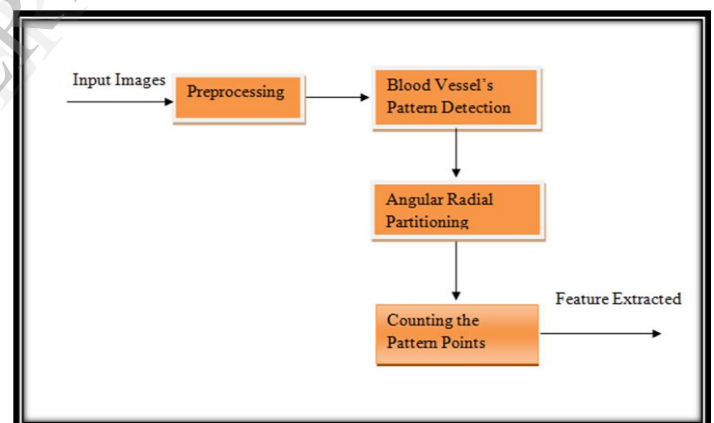 Input Images
Preprocessing
Blood Vessel's
Pattern Detection
Angular Radial
Partitioning
Counting the
Pattern Points
Feature Extracted